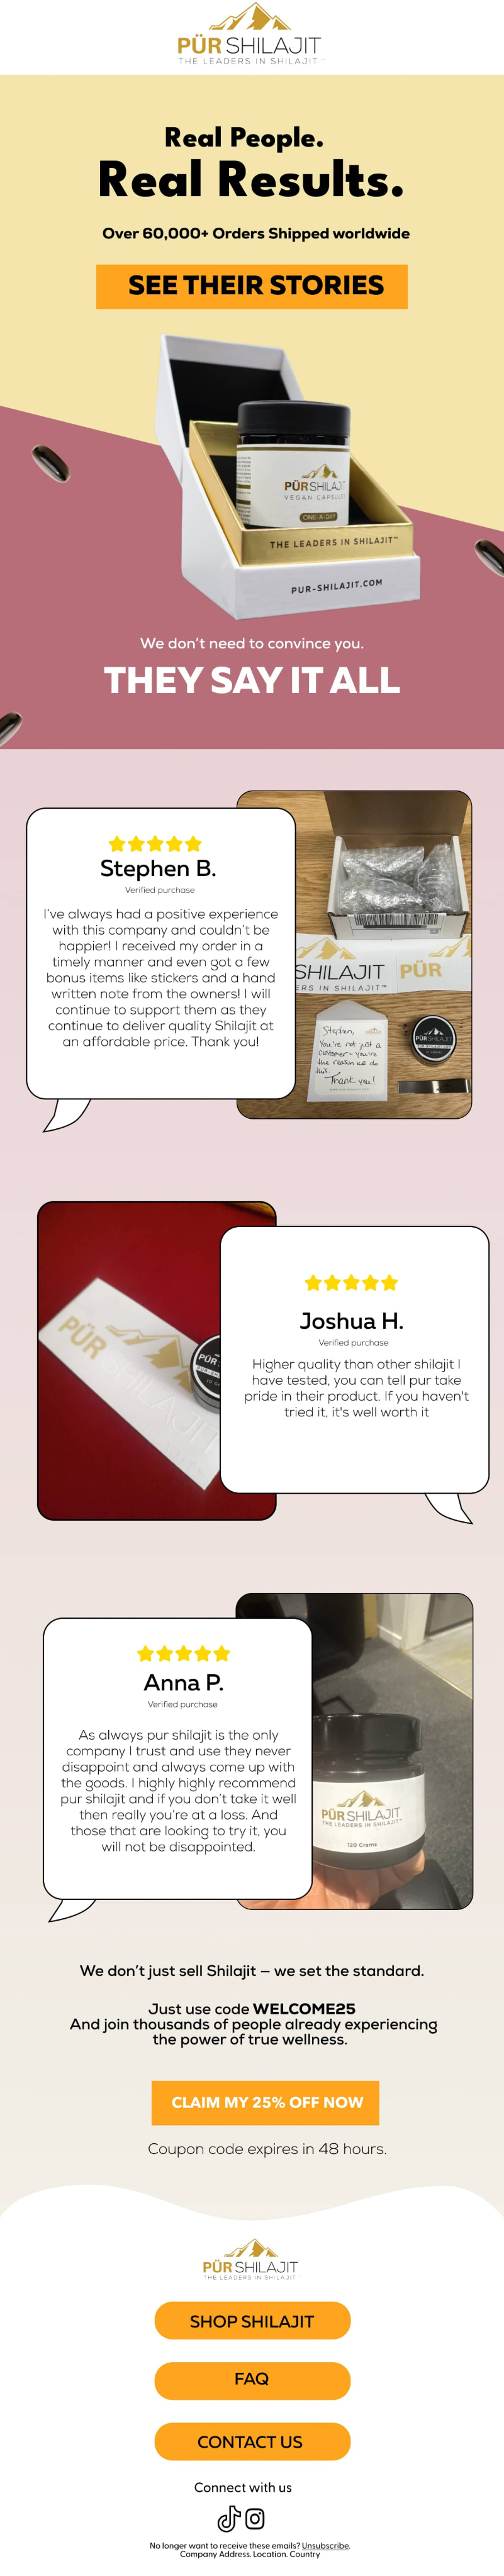 PÜR SHILAJIT
THE LEADERS IN SHILAJIT™
Real People.
Real Results.
Over 60,000+ Orders Shipped worldwide
SEE THEIR STORIES
PÜR SHILAJIT
VEGAN CAPSULES
ONE-A-DAY
THE LEADERS IN SHILAJIT™
PUR-SHILAJIT.COM
We don't need to convince you.
THEY SAY IT ALL
Stephen B.
Verified purchase
I've always had a positive experience
with this company and couldn't be
happier! I received my order in a
timely manner and even got a few
bonus items like stickers and a hand
written note from the owners! I will
continue to support them as they
continue to deliver quality Shilajit at
an affordable price. Thank you!
SHILAJIT
PÜR
ERS IN SHILAJIT™
Stephen,
You're not just a
customer - you've
the reason we do
this.
Thank you!
PÜR SHILAJIT
PÜR SHILAJIT
PÜR
Joshua H.
Verified purchase
Higher quality than other shilajit I
have tested, you can tell pur take
pride in their product. If you haven't
tried it, it's well worth it
Anna P.
Verified purchase
As always pur shilajit is the only
company I trust and use they never
disappoint and always come up with
the goods. I highly highly recommend
pur shilajit and if you don't take it well
then really you're at a loss. And
those that are looking to try it, you
will not be disappointed.
PÜR SHILAJIT
THE LEADERS IN SHILAJIT™
120 Grams
We don't just sell Shilajit – we set the standard.
Just use code WELCOME25
And join thousands of people already experiencing
the power of true wellness.
CLAIM MY 25% OFF NOW
Coupon code expires in 48 hours.
PÜR SHILAJIT
THE LEADERS IN SHILAJIT
SHOP SHILAJIT
FAQ
CONTACT US
Connect with us
No longer want to receive these emails? Unsubscribe.
Company Address. Location. Country